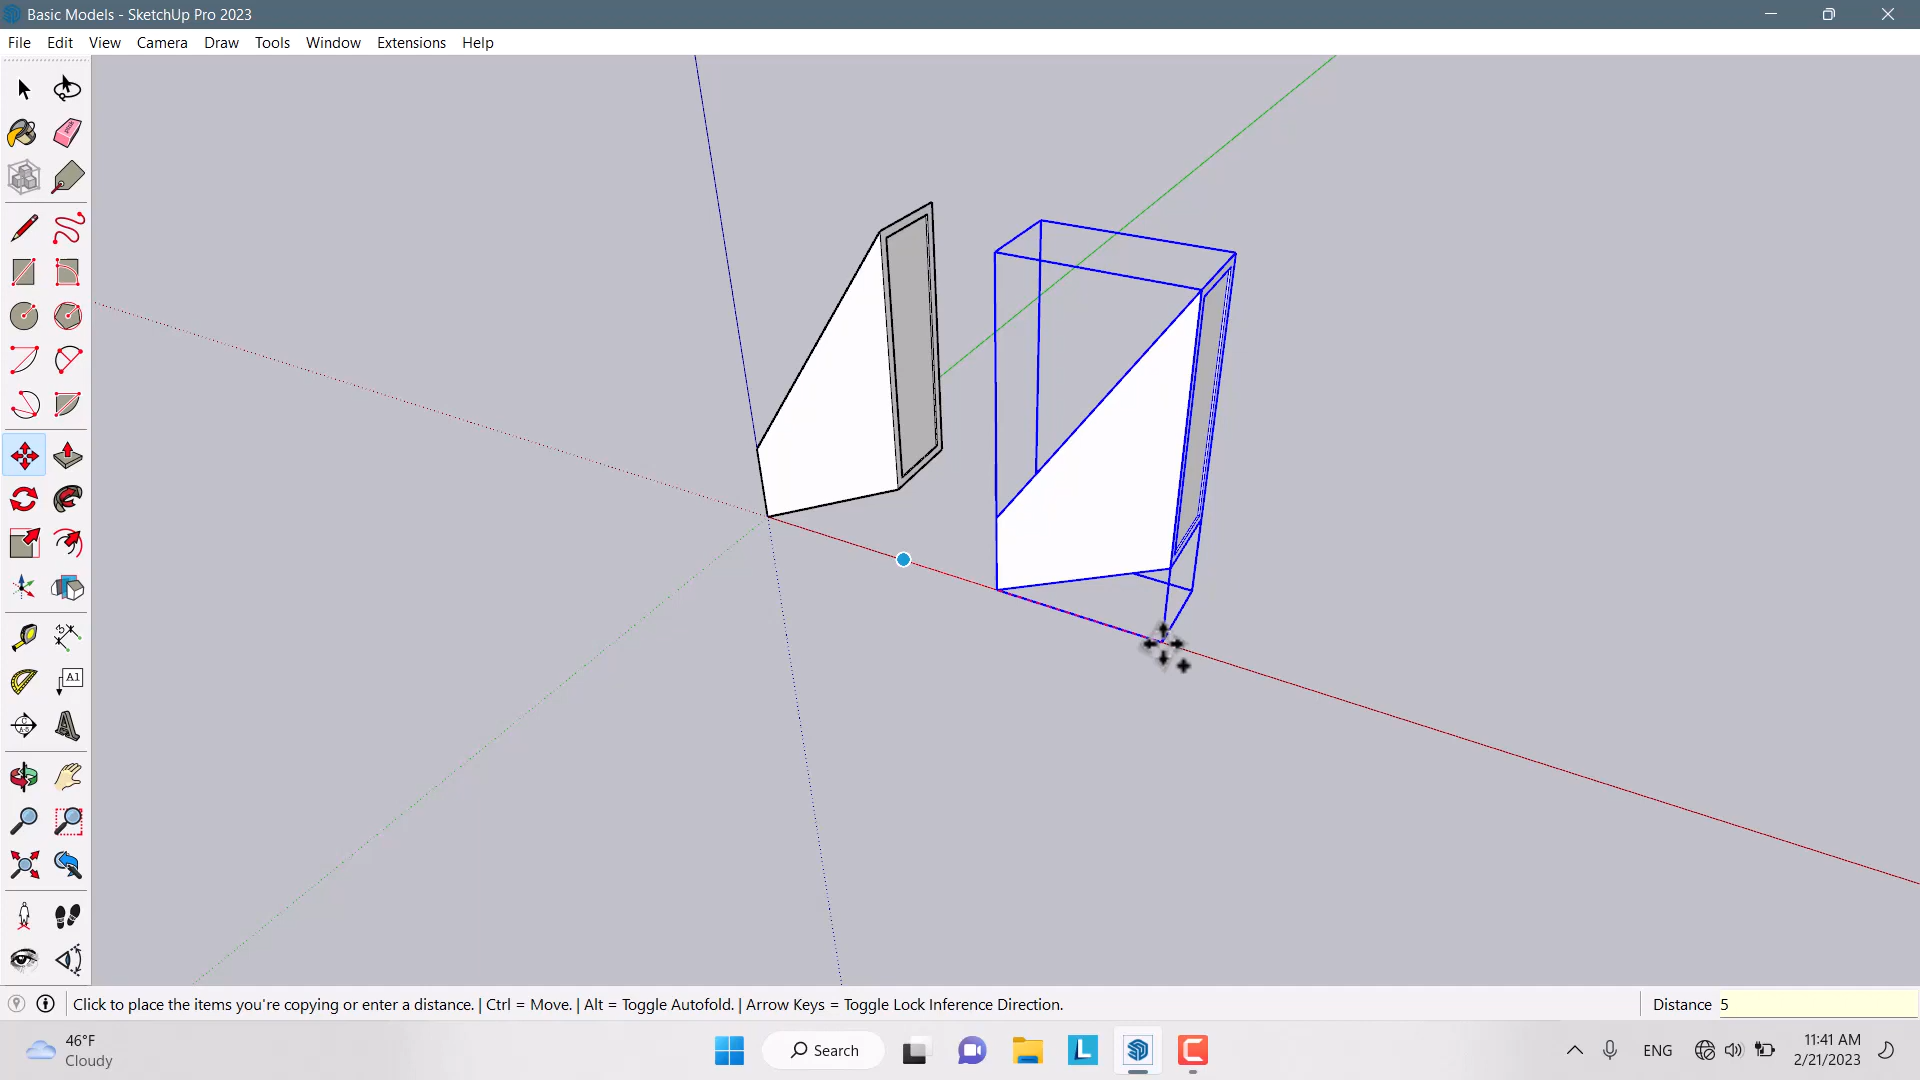 Basic Models - SketchUp Pro 2023
File Edit View Camera Draw Tools Window Extensions Help
A1
Click to place the items you're copying or enter a distance. | Ctrl = Move. | Alt = Toggle Autofold. | Arrow Keys = Toggle Lock Inference Direction.
Distance 5
46°F
Cloudy
Search
ENG
11:41 AM
2/21/2023